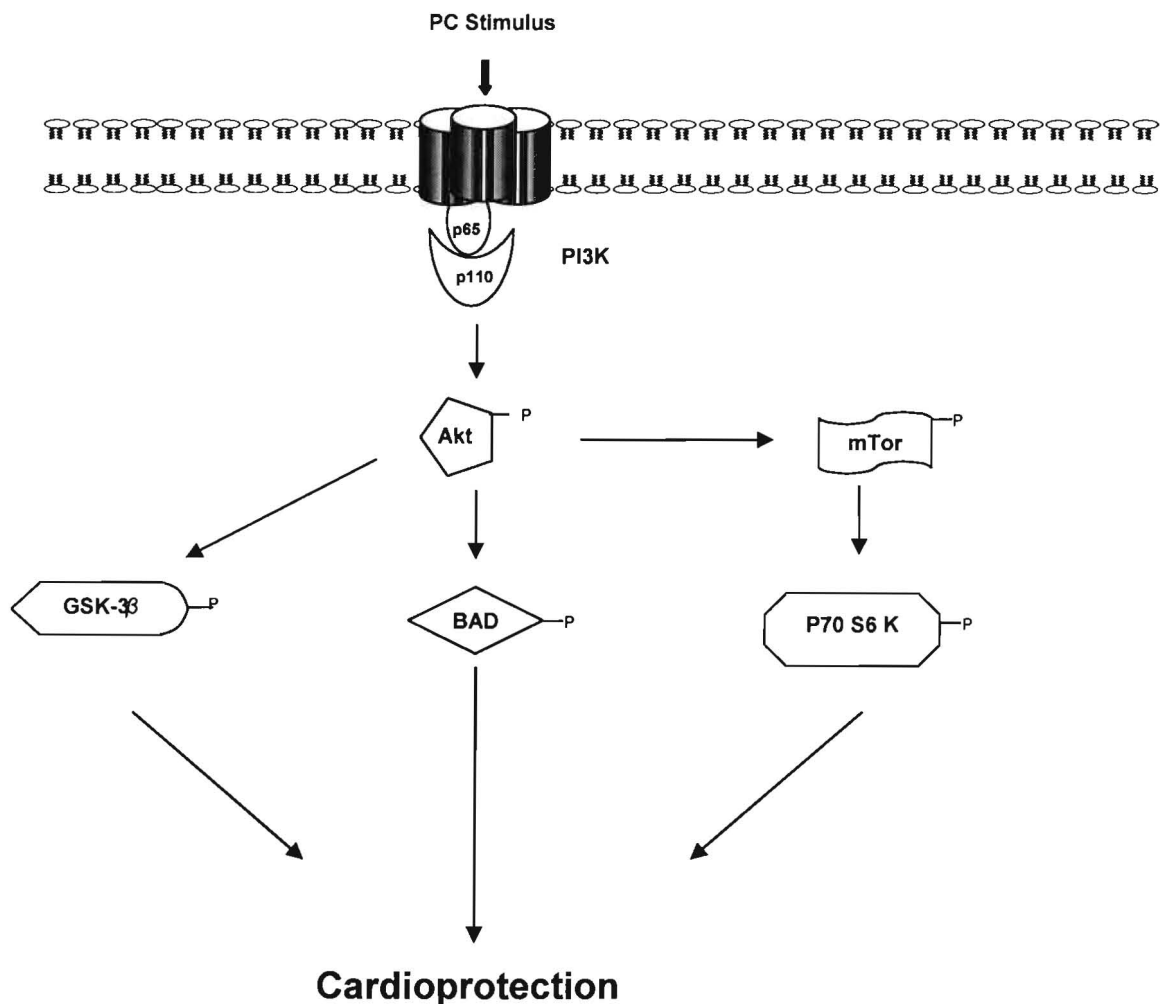 PC Stimulus
p65
p110
PI3K
Akt
P
mTor
P
GSK-3β
P
BAD
P
P70 S6 K
P
Cardioprotection